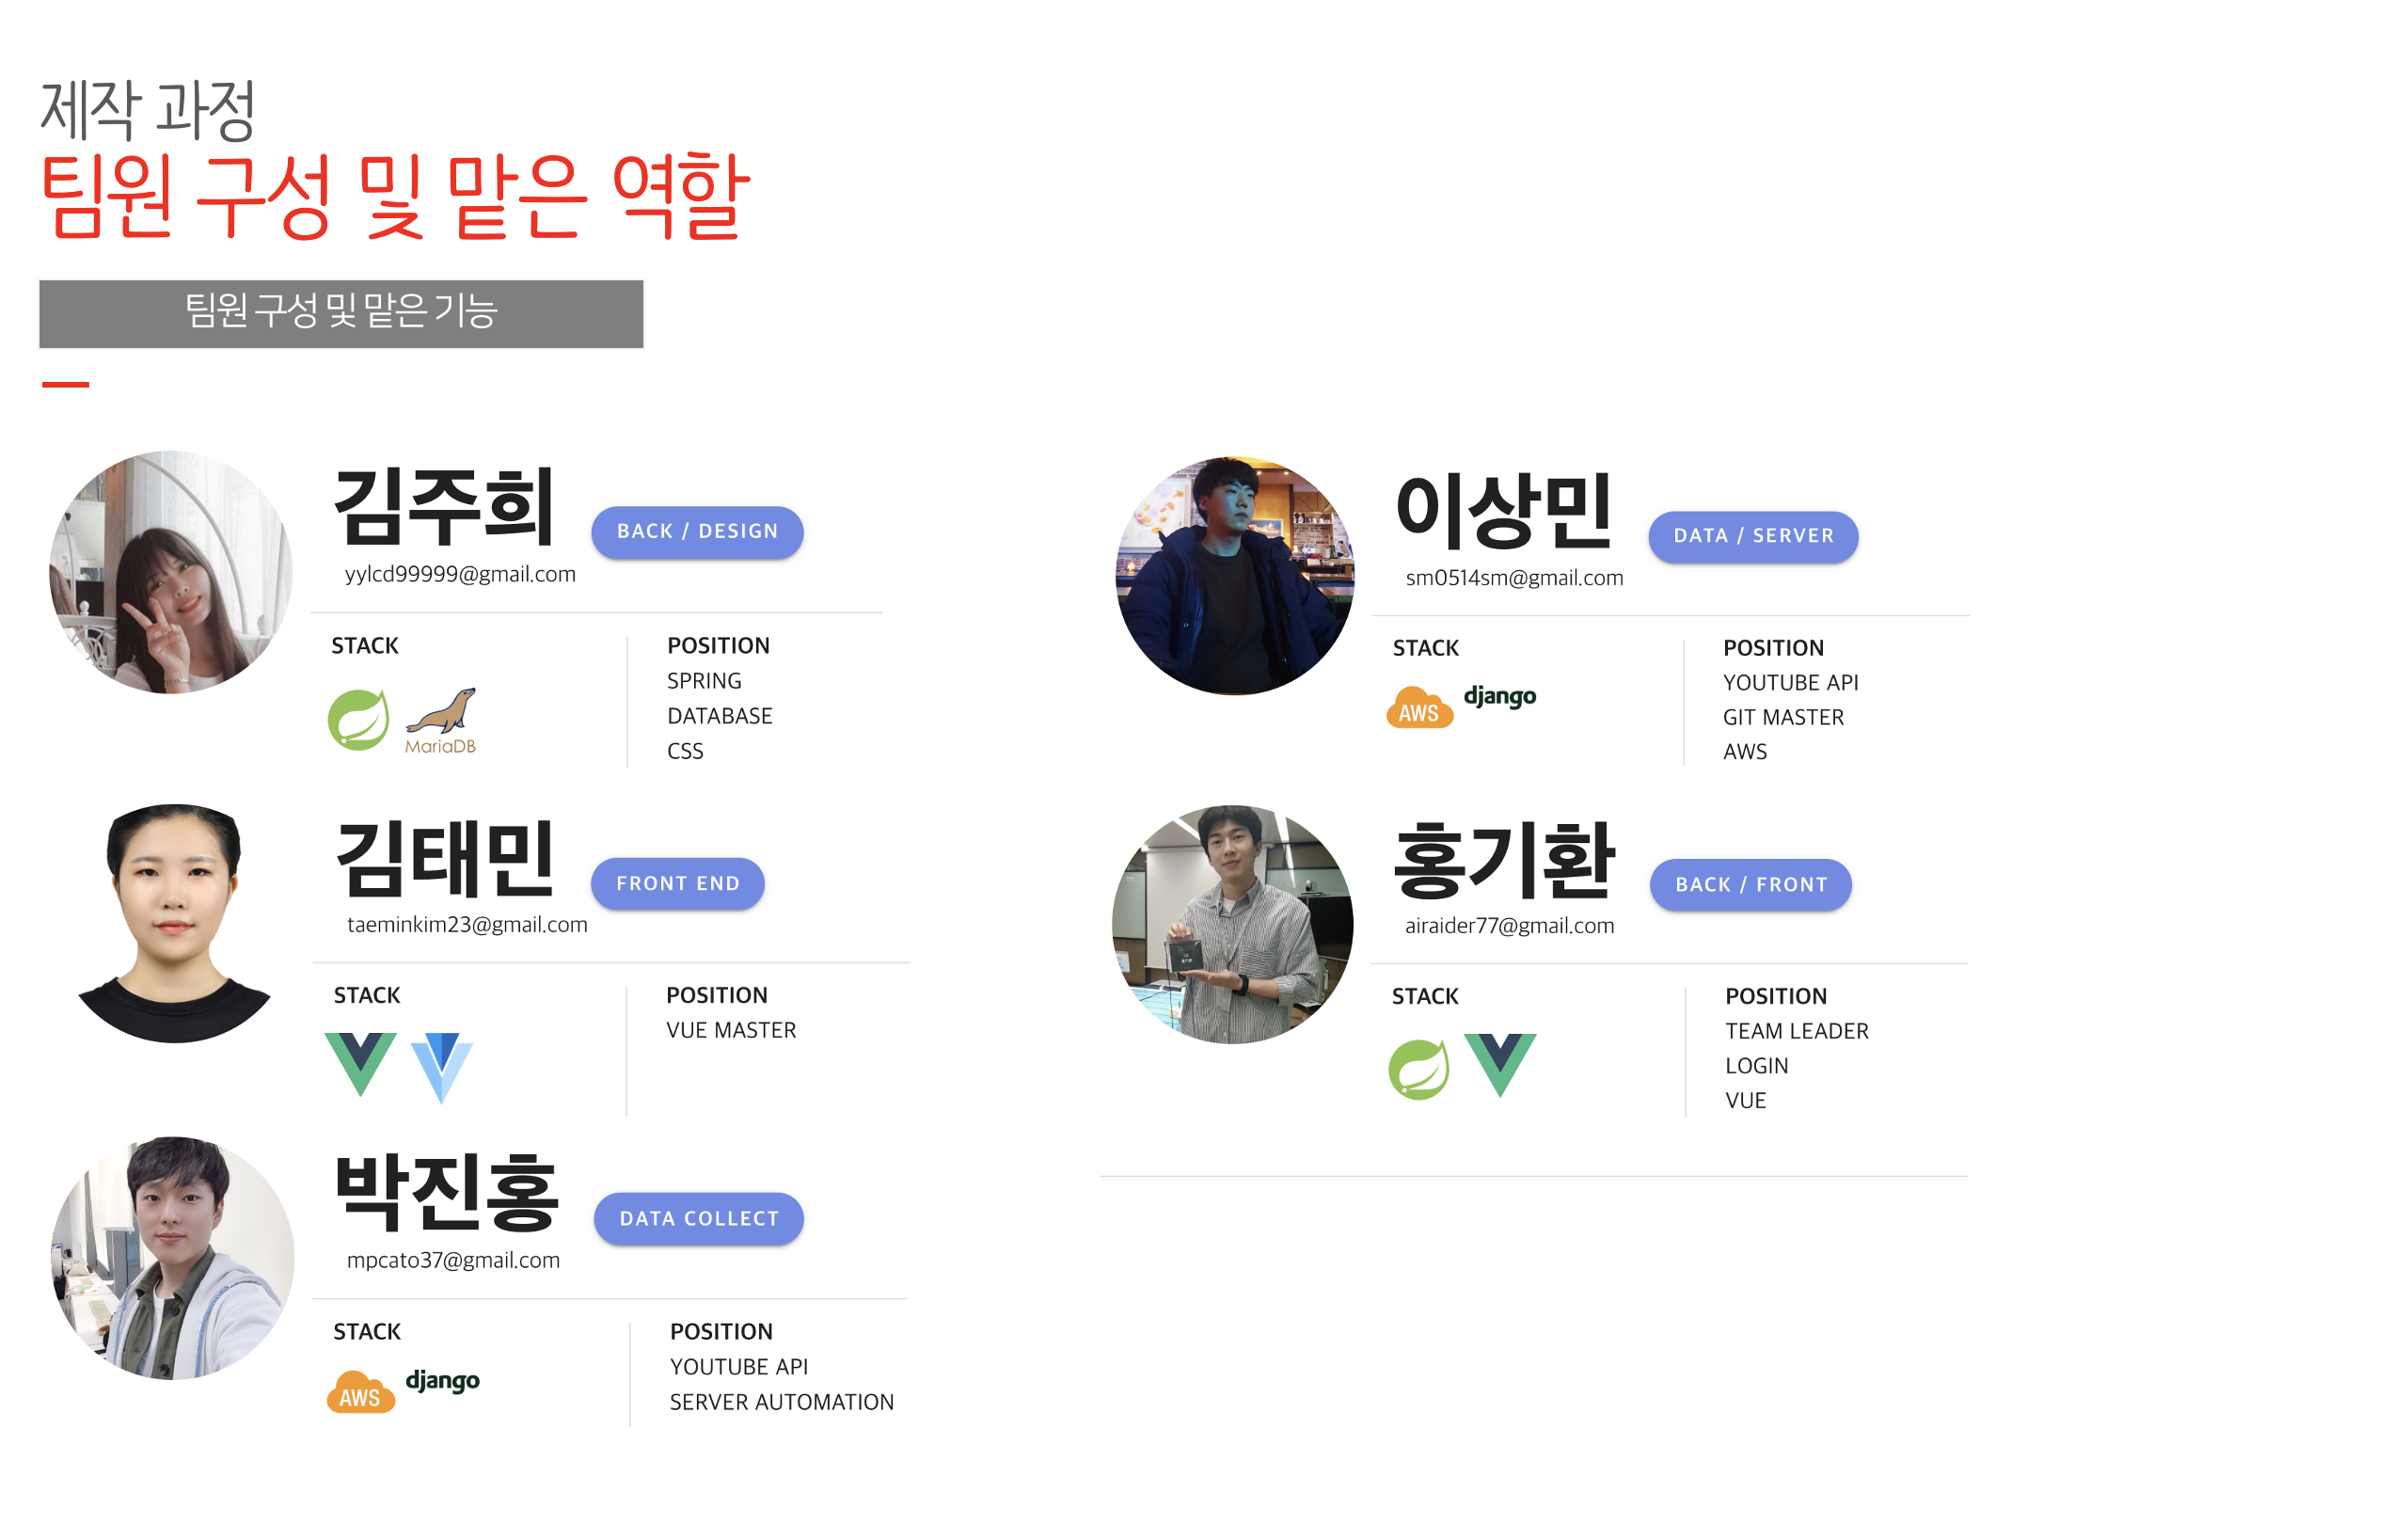 제작 과정
팀원 구성 및 맡은 역할
팀원 구성 및 맡은 기능
김주희
BACK / DESIGN
yylcd99999@gmail.com
STACK
MariaDB
POSITION
SPRING
DATABASE
CSS
김태민
FRONT END
taeminkim23@gmail.com
STACK
POSITION
VUE MASTER
박진홍
DATA COLLECT
mpcato37@gmail.com
STACK
AWS django
POSITION
YOUTUBE API
SERVER AUTOMATION
이상민
DATA / SERVER
sm0514sm@gmail.com
STACK
AWS django
POSITION
YOUTUBE API
GIT MASTER
AWS
홍기환
BACK / FRONT
airaider77@gmail.com
STACK
POSITION
TEAM LEADER
LOGIN
VUE